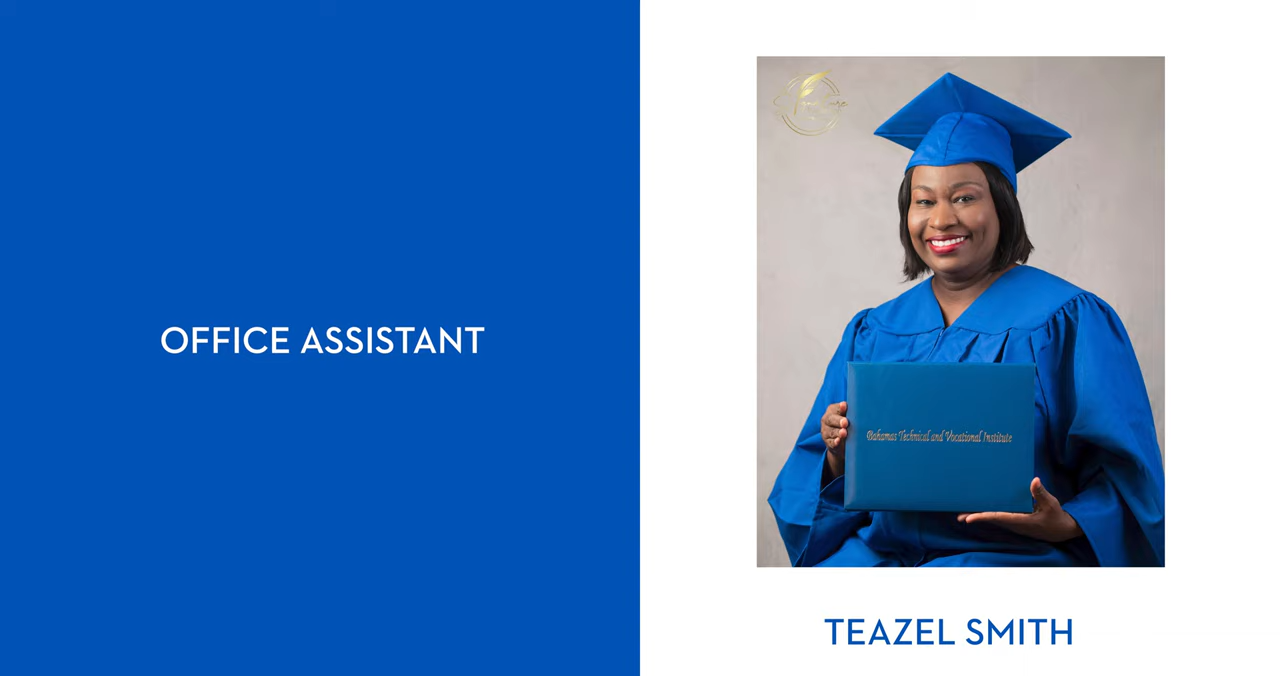 OFFICE ASSISTANT
Bahamas Technical and Vocational Institute
TEAZEL SMITH